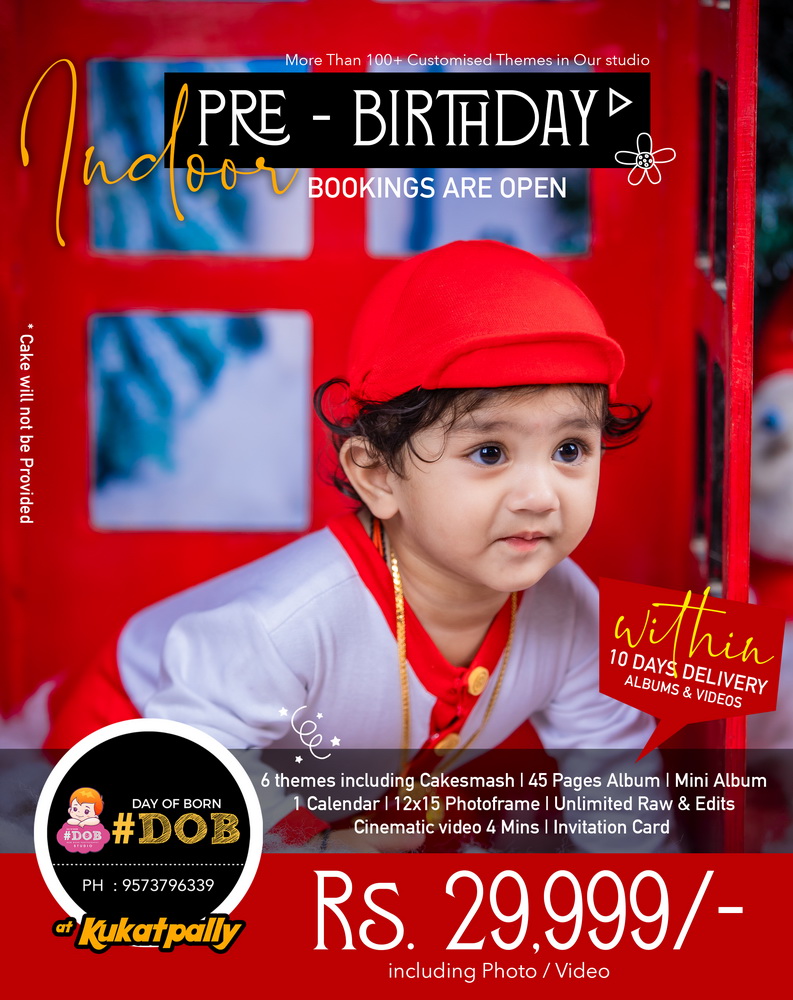 More Than 100+ Customised Themes in Our studio
Indoor
PRE - BIRTHDAY
BOOKINGS ARE OPEN
* Cake will not be Provided
within
10 DAYS DELIVERY
ALBUMS & VIDEOS
6 themes including Cakesmash | 45 Pages Album | Mini Album
1 Calendar | 12x15 Photoframe | Unlimited Raw & Edits
Cinematic video 4 Mins | Invitation Card
DAY OF BORN
#DOB
#DOB
STUDIO
PH : 9573796339
at Kukatpally
Rs. 29,999/-
including Photo / Video